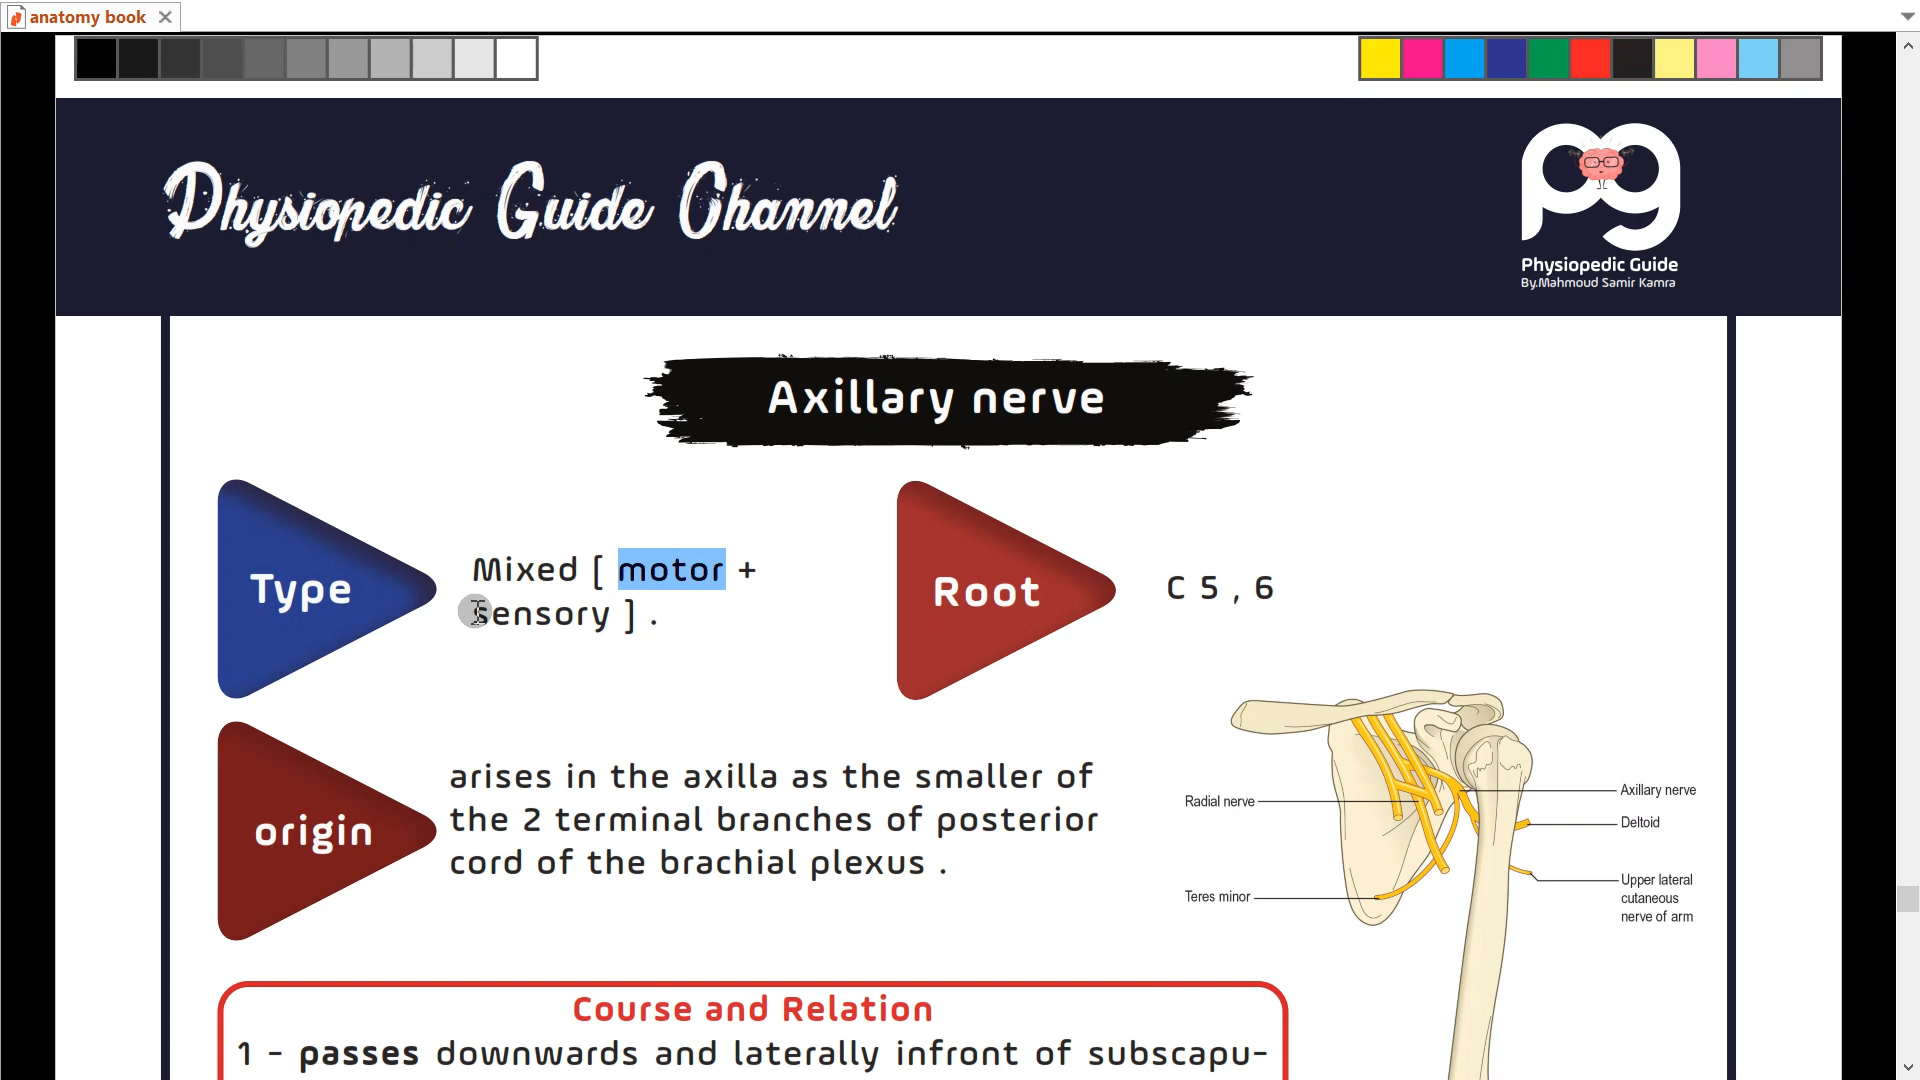 anatomy book
Physiopedic Guide Channel
pg
Physiopedic Guide
By.Mahmoud Samir Kamra
Axillary nerve
Type
Mixed [ motor +
sensory ] .
Root
C 5 , 6
origin
arises in the axilla as the smaller of
the 2 terminal branches of posterior
cord of the brachial plexus .
Radial nerve
Teres minor
Axillary nerve
Deltoid
Upper lateral
cutaneous
nerve of arm
Course and Relation
1 - passes downwards and laterally infront of subscapu-